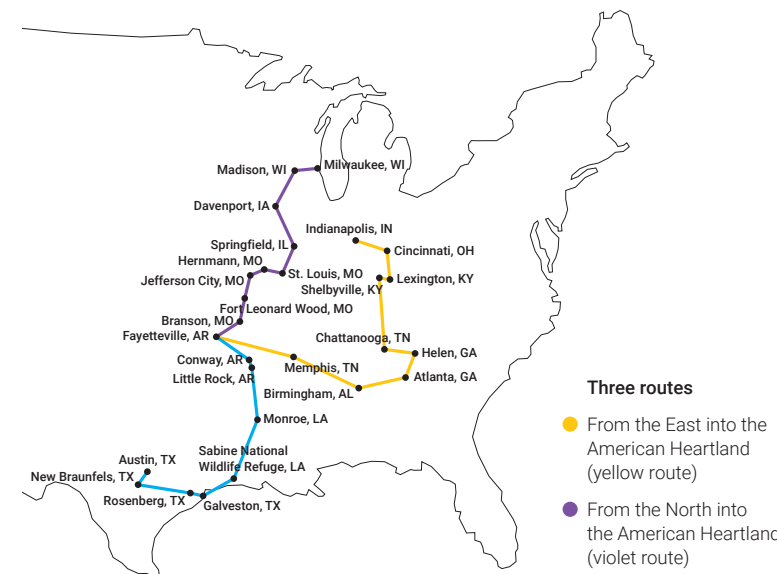 Madison, WI
Milwaukee, WI
Davenport, IA
Indianapolis, IN
Springfield, IL
Cincinnati, OH
Hernmann, MO
St. Louis, MO
Jefferson City, MO
Lexington, KY
Shelbyville, KY
Fort Leonard Wood, MO
Branson, MO
Fayetteville, AR
Chattanooga, TN
Helen, GA
Conway, AR
Memphis, TN
Little Rock, AR
Atlanta, GA
Birmingham, AL
Monroe, LA
Sabine National
Wildlife Refuge, LA
Austin, TX
New Braunfels, TX
Rosenberg, TX
Galveston, TX
Three routes
From the East into the
American Heartland
(yellow route)
From the North into
the American Heartland
(violet route)